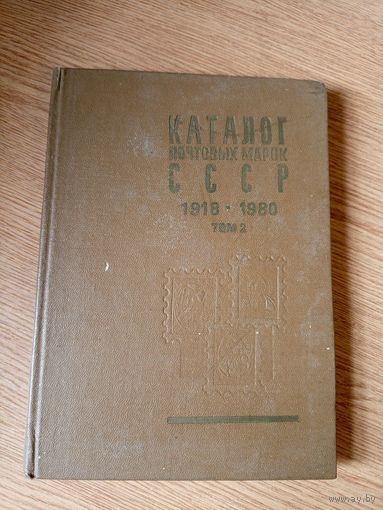 КАТАЛОГ
ПОЧТОВЫХ МАРОК
СССР
1918 • 1980
ТОМ 2
www.ay.by